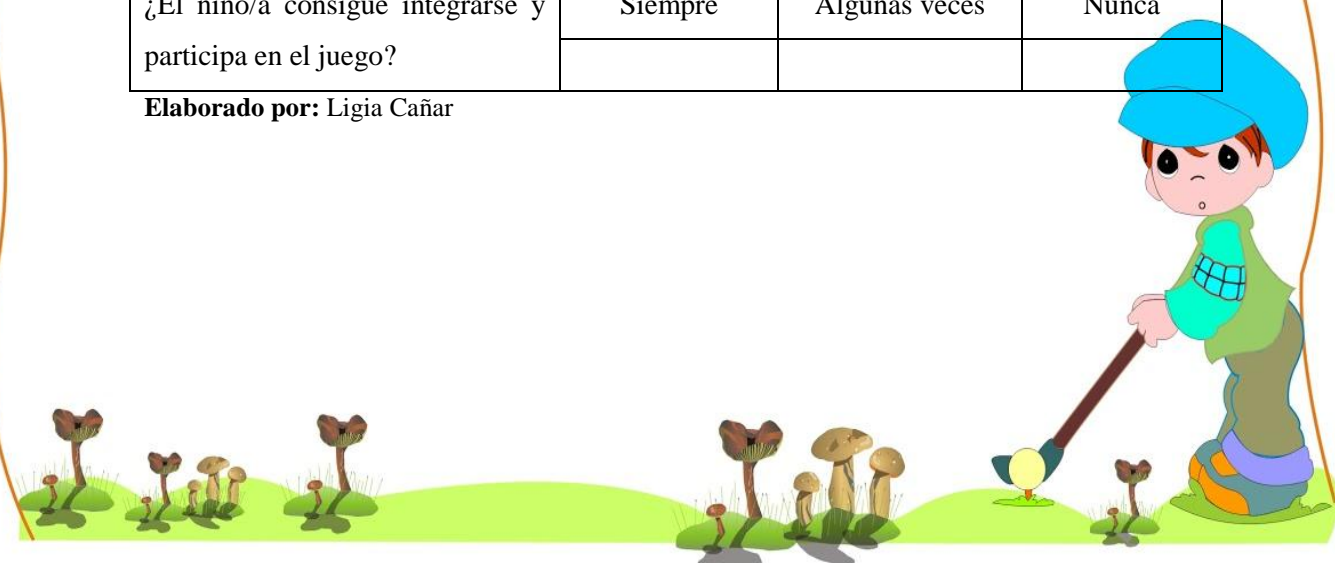 ¿El niño/a consigue integrarse y Siempre Algunas veces Nunca
participa en el juego?
Elaborado por: Ligia Cañar